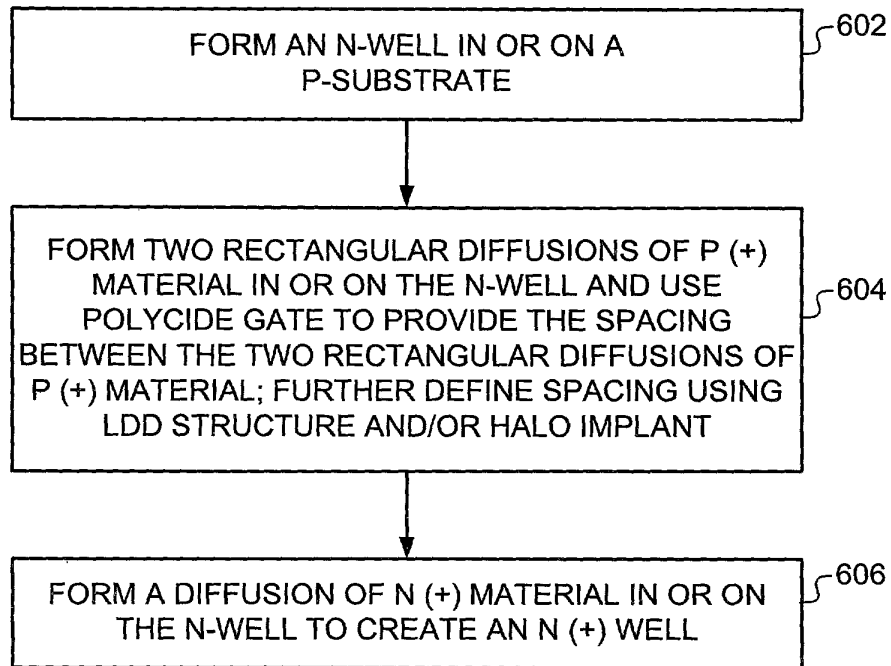 FORM AN N-WELL IN OR ON A
P-SUBSTRATE
602
FORM TWO RECTANGULAR DIFFUSIONS OF P (+)
MATERIAL IN OR ON THE N-WELL AND USE
POLYCIDE GATE TO PROVIDE THE SPACING
BETWEEN THE TWO RECTANGULAR DIFFUSIONS OF
P (+) MATERIAL; FURTHER DEFINE SPACING USING
LDD STRUCTURE AND/OR HALO IMPLANT
604
FORM A DIFFUSION OF N (+) MATERIAL IN OR ON
THE N-WELL TO CREATE AN N (+) WELL
606